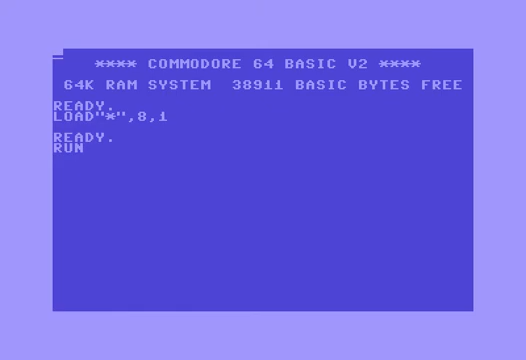 **** COMMODORE 64 BASIC V2 ****
64K RAM SYSTEM  38911 BASIC BYTES FREE
READY.
LOAD"*",8,1
READY.
RUN